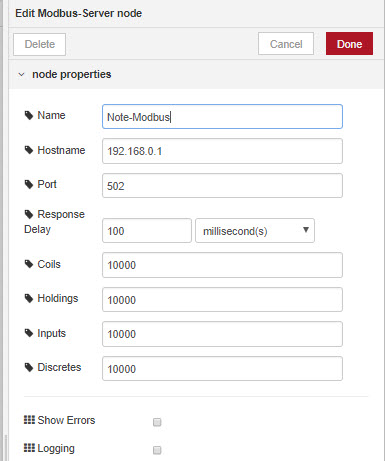 Edit Modbus-Server node
Delete
Cancel
Done
node properties
Name
Note-Modbus
Hostname
192.168.0.1
Port
502
Response
Delay
100
millisecond(s)
Coils
10000
Holdings
10000
Inputs
10000
Discretes
10000
Show Errors
Logging